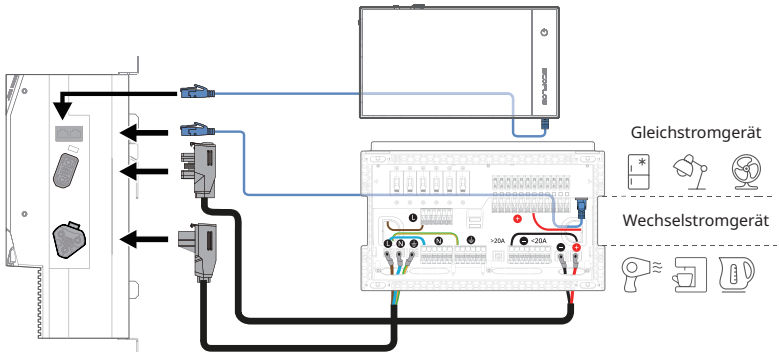 ECOFLOW
Gleichstromgerät
Wechselstromgerät
L
L N
N
>20A
<20A